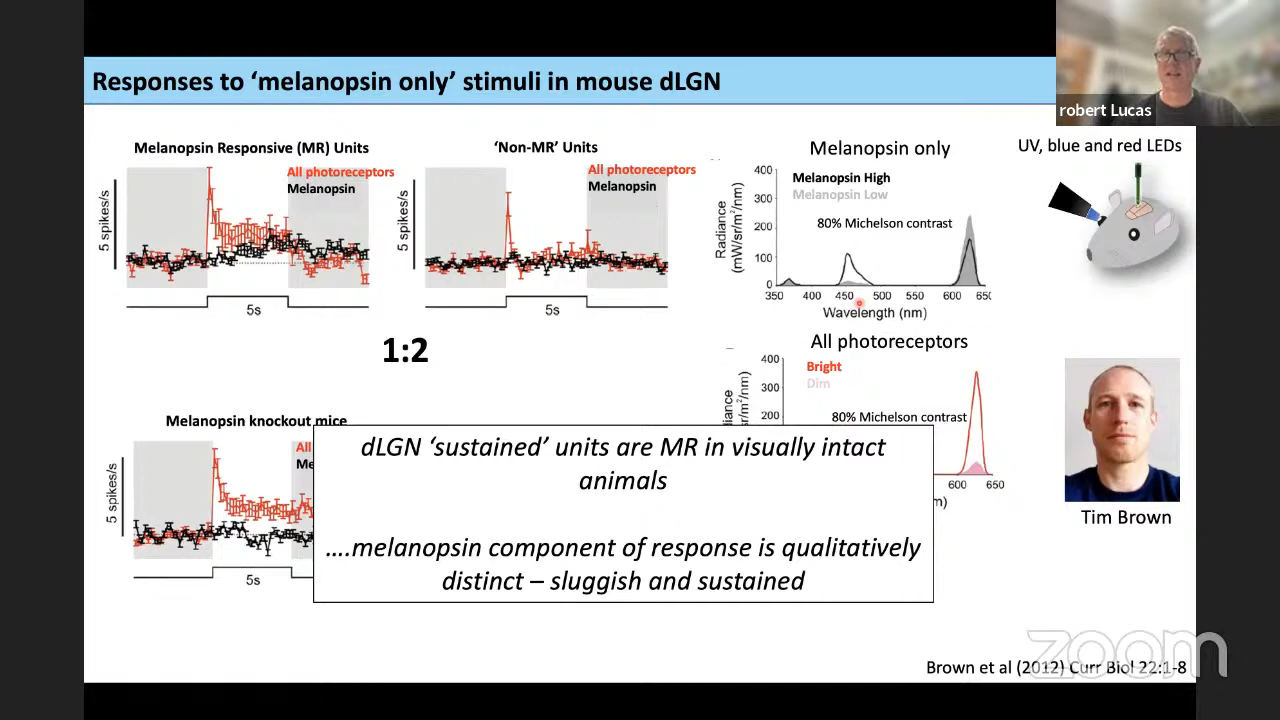 Responses to ‘melanopsin only’ stimuli in mouse dLGN
robert Lucas
Melanopsin Responsive (MR) Units
All photoreceptors
Melanopsin
5 spikes/s
5s
‘Non-MR’ Units
All photoreceptors
Melanopsin
5 spikes/s
5s
1:2
Melanopsin only
Melanopsin High
Melanopsin Low
80% Michelson contrast
Radiance
(mW/sr/m²/nm)
400
300
200
100
0
350 400 450 500 550 600
Wavelength (nm)
UV, blue and red LEDs
All photoreceptors
Bright
Dim
80% Michelson contrast
400
300
200
600 650
Melanopsin knockout mice
All
5 spikes/s
5s
dLGN ‘sustained’ units are MR in visually intact
animals
....melanopsin component of response is qualitatively
distinct – sluggish and sustained
Tim Brown
Brown et al (2012) Curr Biol 22:1-8
zoom